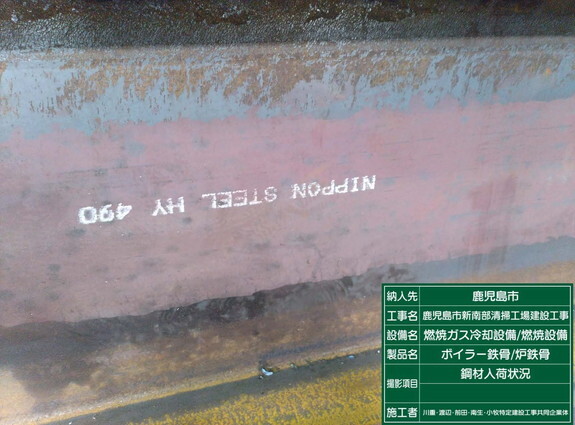 NIPPON STEEL HY 490
納入先 鹿児島市
工事名 鹿児島市新南部清掃工場建設工事
設備名 燃焼ガス冷却設備/燃焼設備
製品名 ボイラー鉄骨/炉鉄骨
撮影項目 鋼材入荷状況
施工者 川重・渡辺・前田・南生・小牧特定建設工事共同企業体